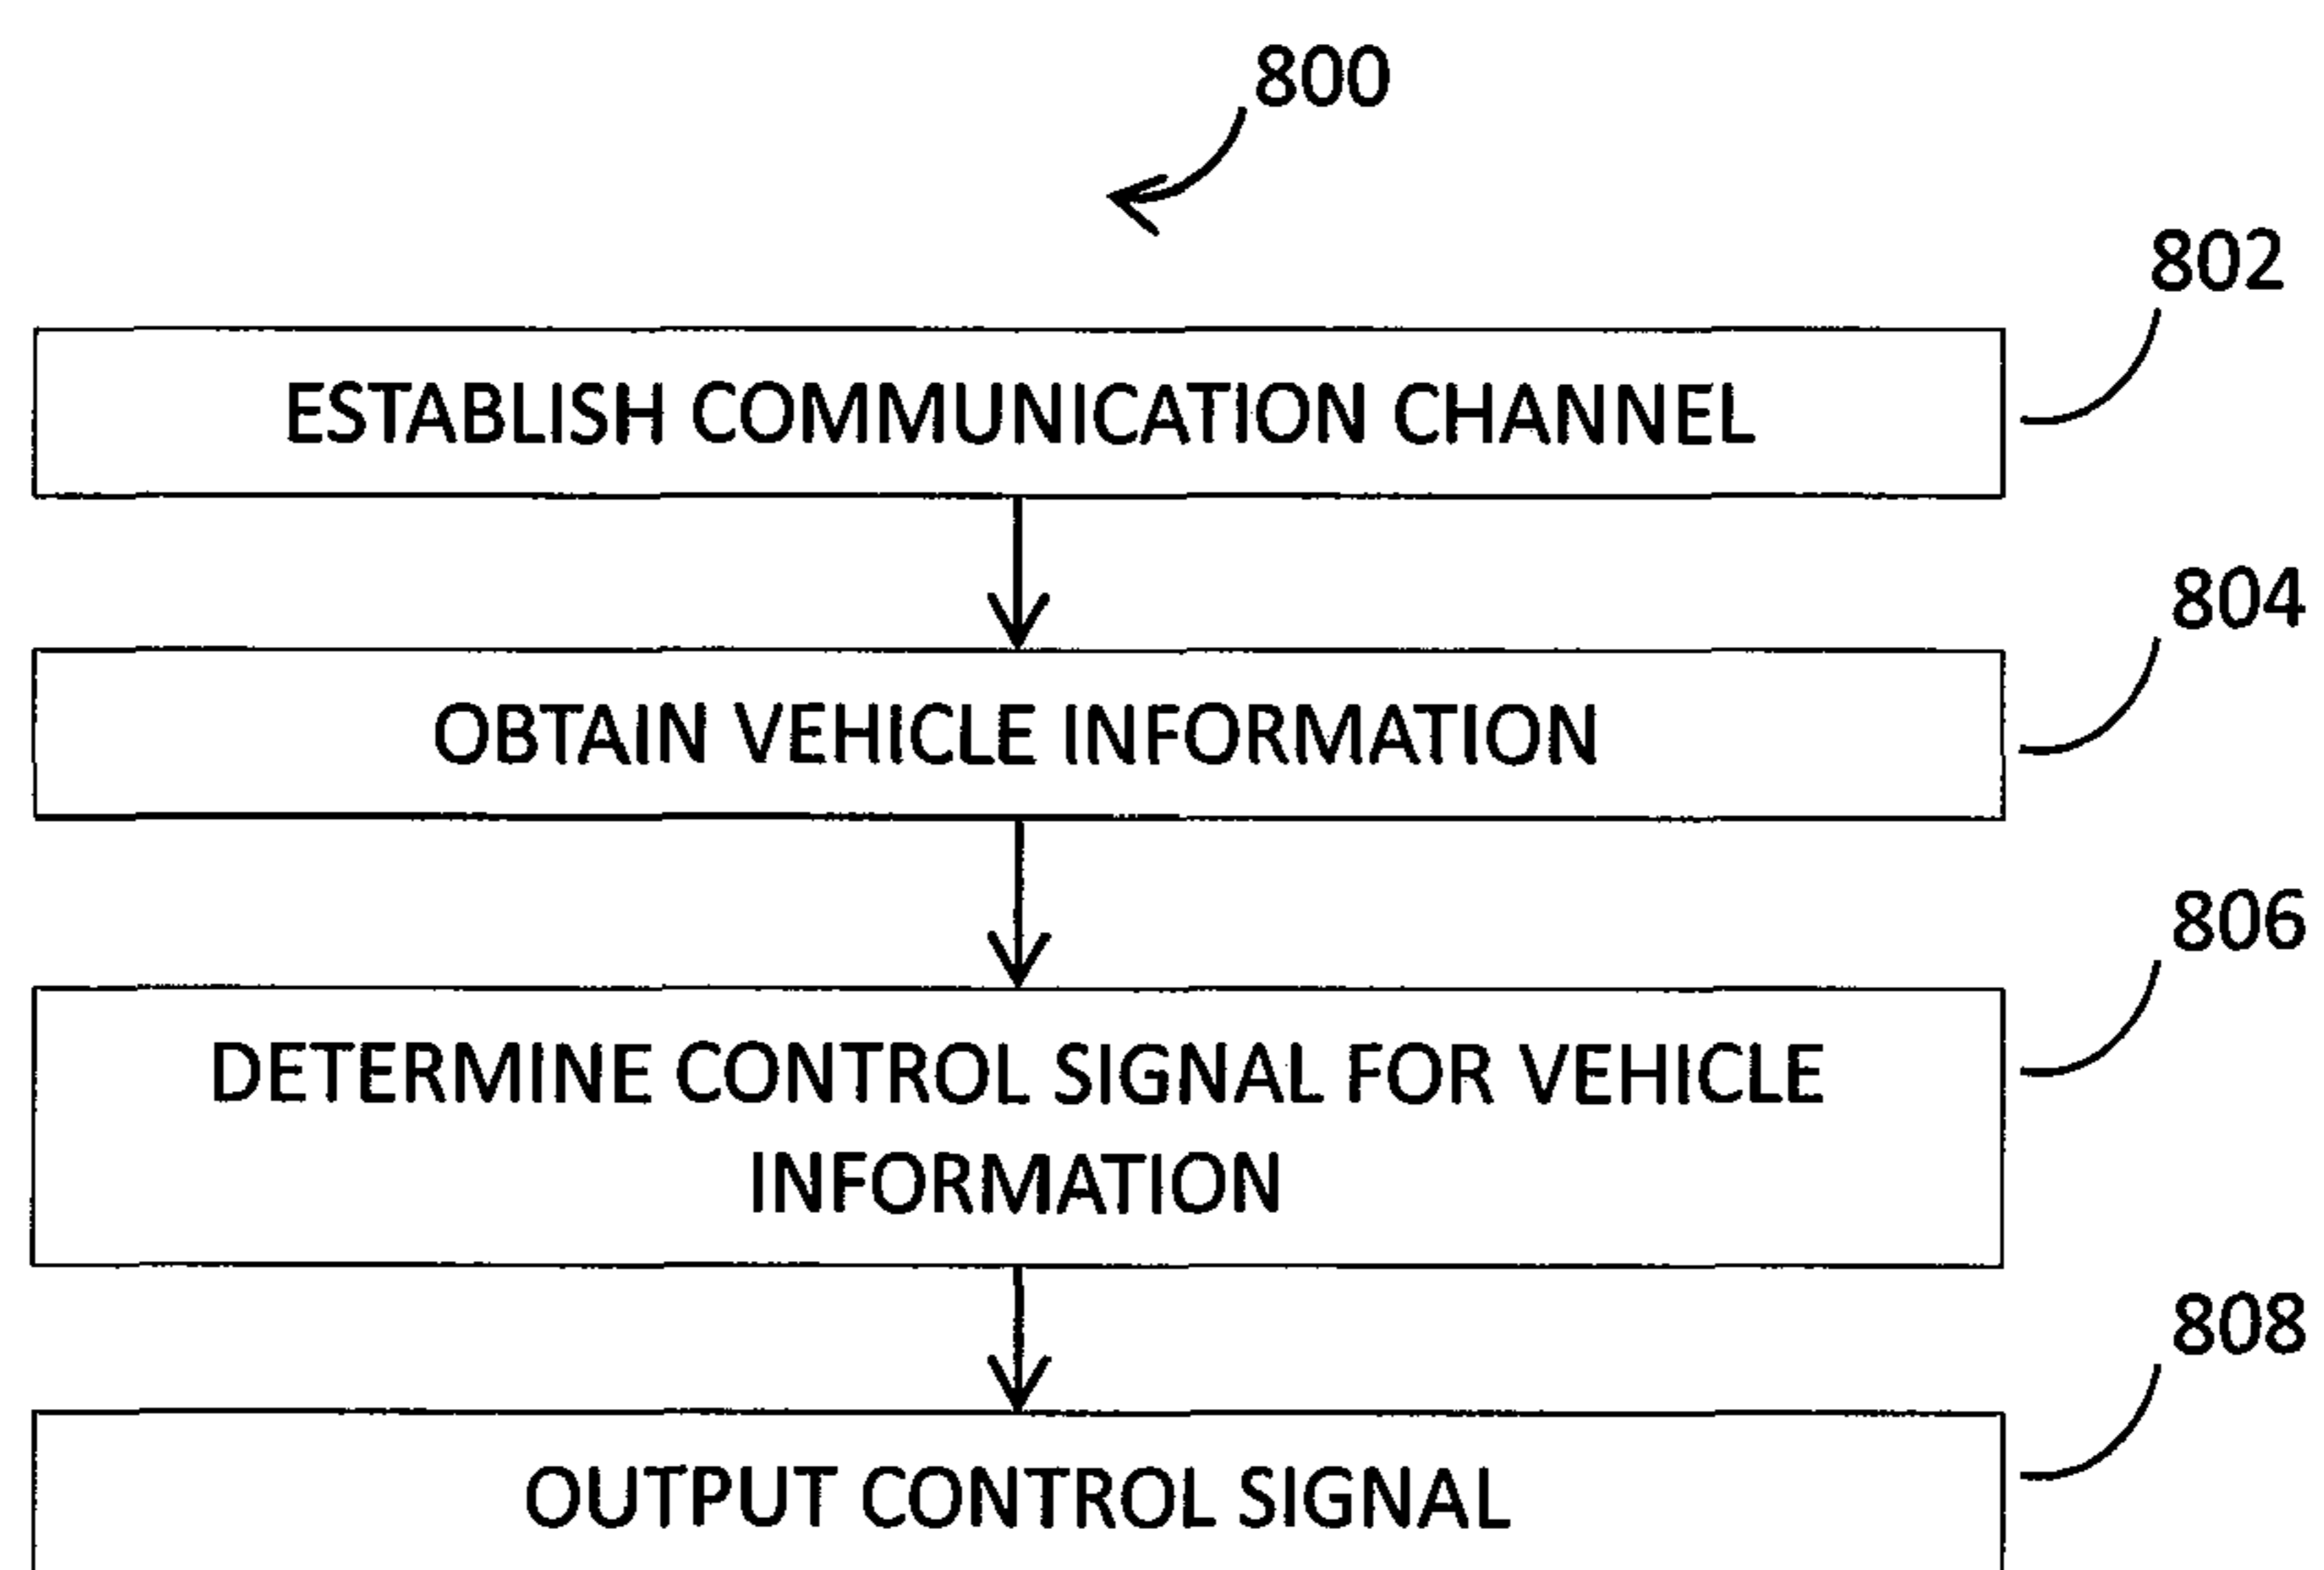 800
802
ESTABLISH COMMUNICATION CHANNEL
804
OBTAIN VEHICLE INFORMATION
806
DETERMINE CONTROL SIGNAL FOR VEHICLE
INFORMATION
808
OUTPUT CONTROL SIGNAL